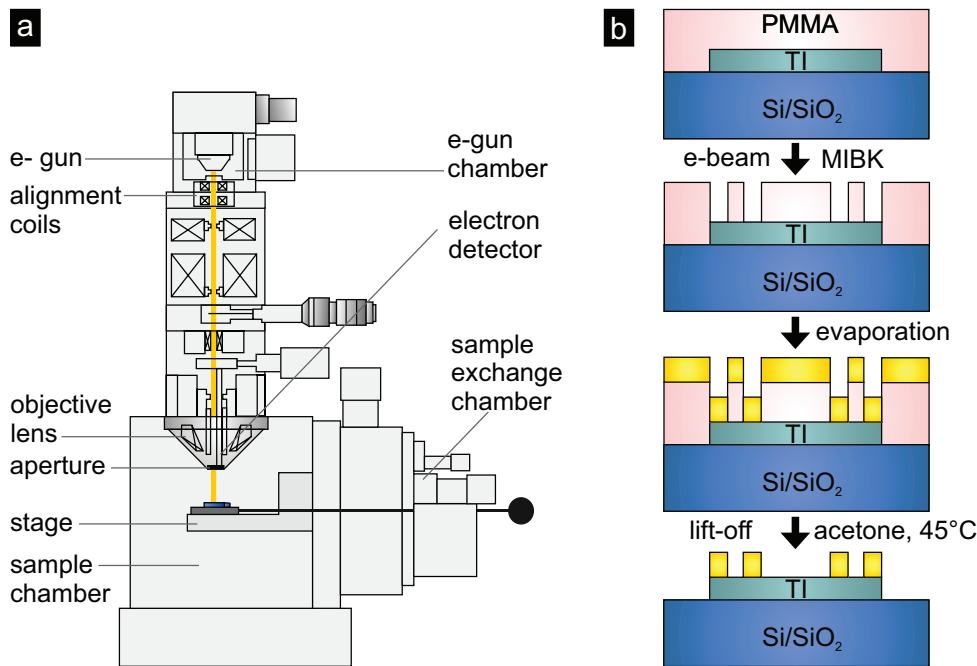 a
e- gun
alignment
coils
objective
lens
aperture
stage
sample
chamber
e-gun
chamber
electron
detector
sample
exchange
chamber
b
PMMA
TI
Si/SiO₂
e-beam MIBK
TI
Si/SiO₂
evaporation
TI
Si/SiO₂
lift-off acetone, 45°C
TI
Si/SiO₂